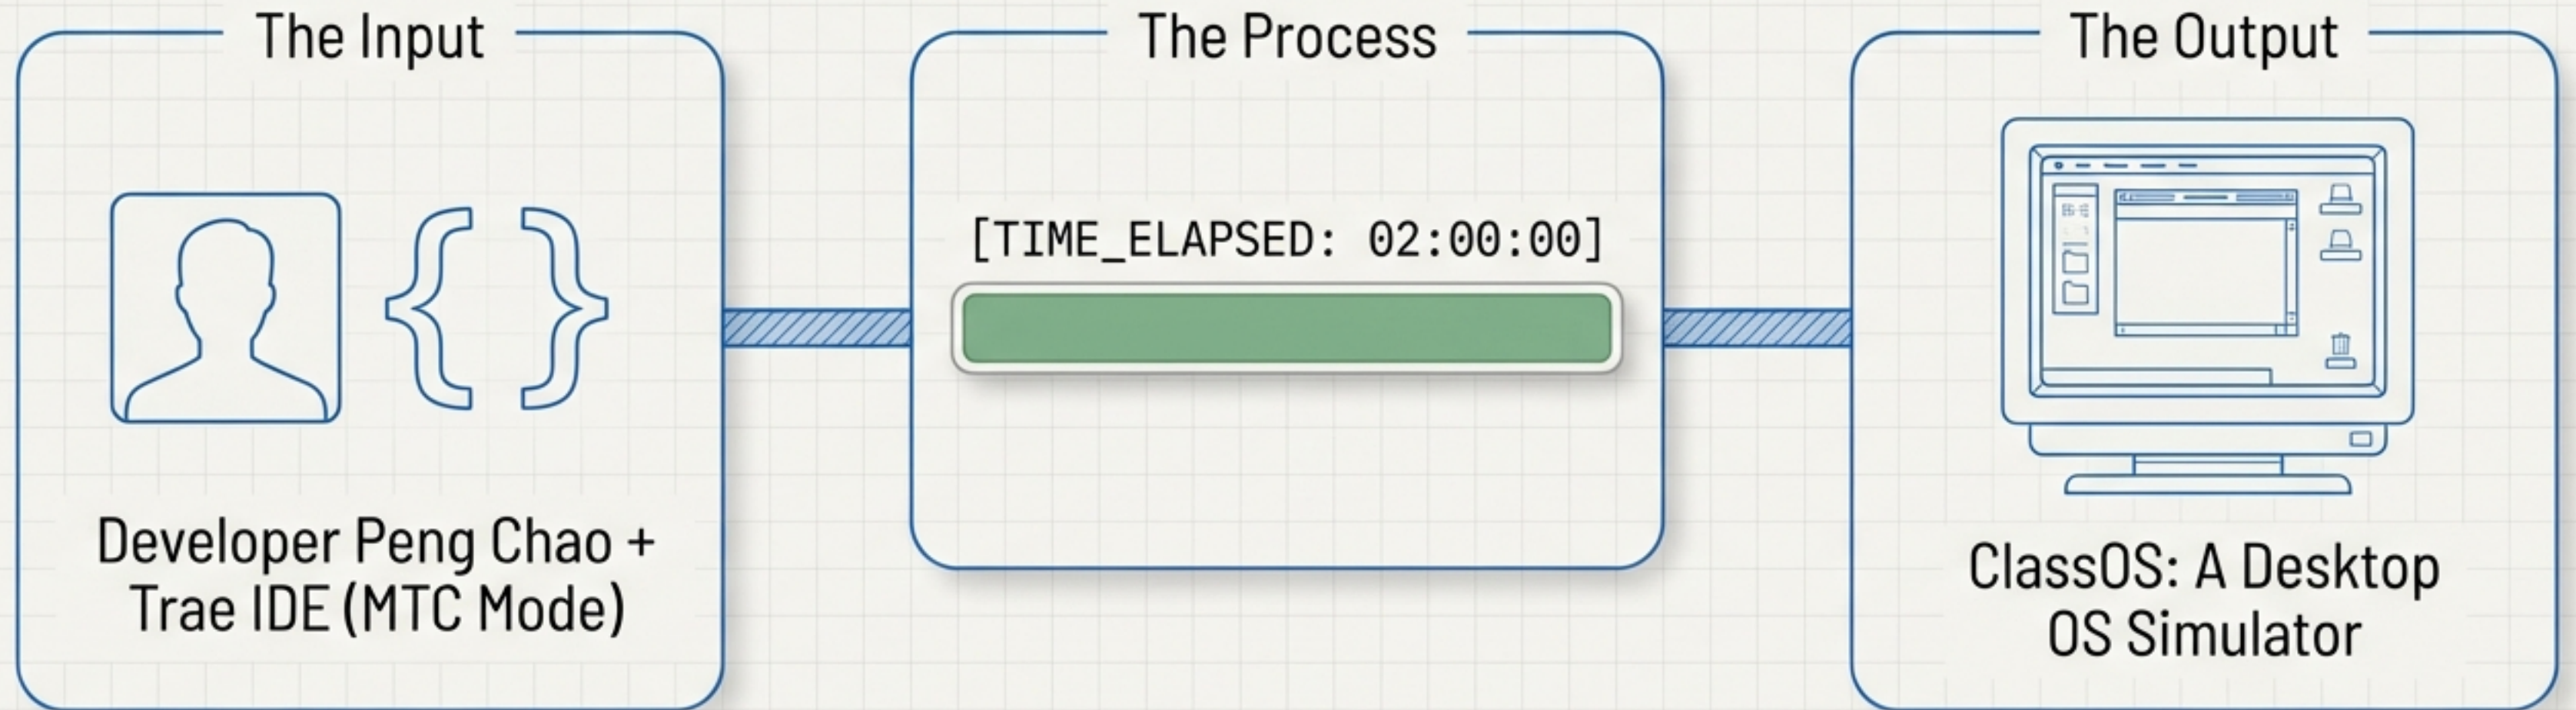 The Input
Developer Peng Chao +
Trae IDE (MTC Mode)
The Process
[TIME_ELAPSED: 02:00:00]
The Output
ClassOS: A Desktop
OS Simulator